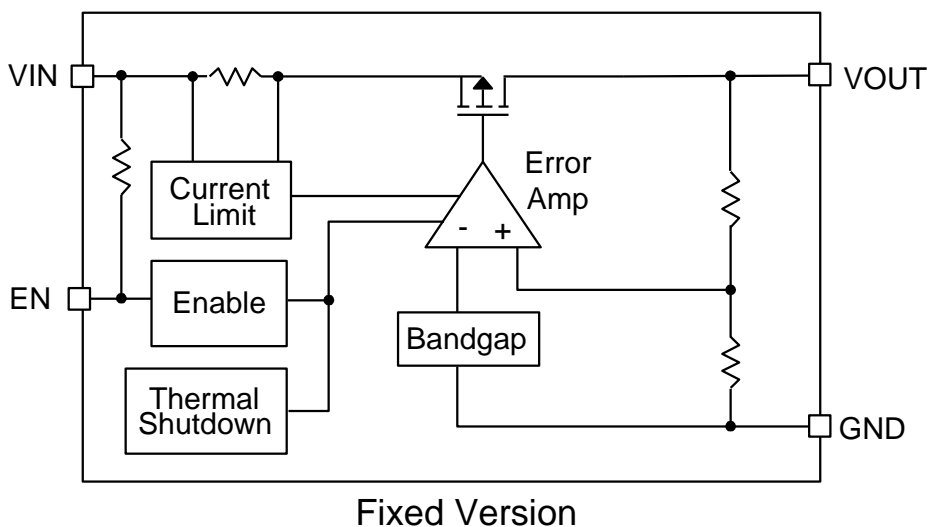 VIN
VOUT
Error
Amp
Current
Limit
- +
EN
Enable
Bandgap
Thermal
Shutdown
GND
Fixed Version